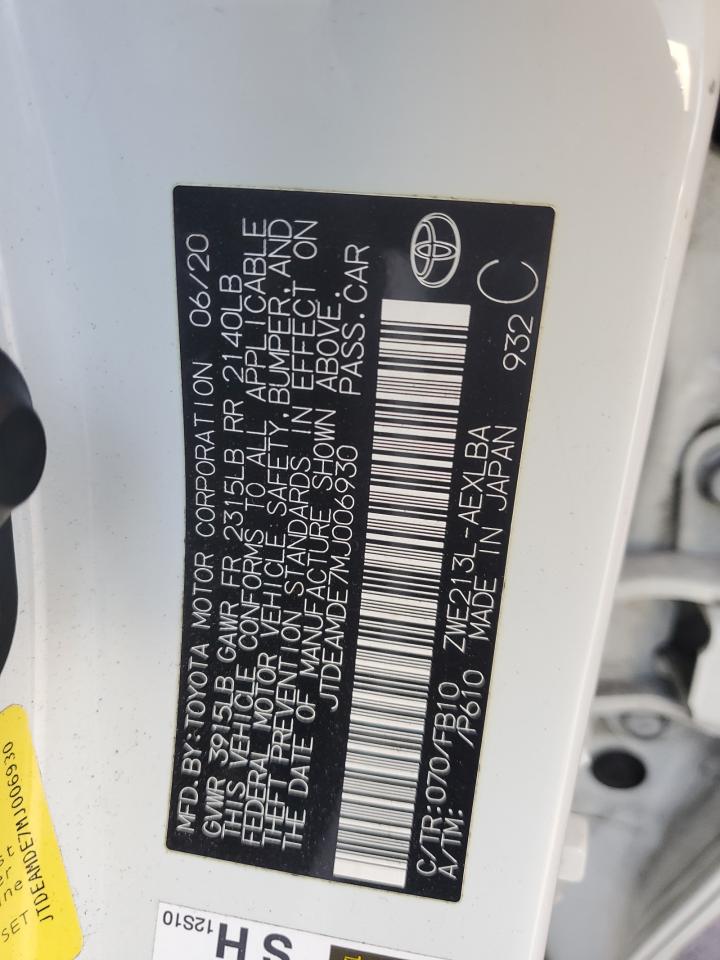 MFD. BY: TOYOTA MOTOR CORPORATION 06/20
GVWR 3915LB GAWR FR 2315LB RR 2140LB
THIS VEHICLE CONFORMS TO ALL APPLICABLE
FEDERAL MOTOR VEHICLE SAFETY, BUMPER, AND
THEFT PREVENTION STANDARDS IN EFFECT ON
THE DATE OF MANUFACTURE SHOWN ABOVE.
JTDEAMDE7MJ006930 PASS. CAR
C/TR: 070/FB10 ZWE213L-AEXLBA 932 C
A/TM: /P610 MADE IN JAPAN
JTDEAMDE7MJ006930
SET
SH
12S10